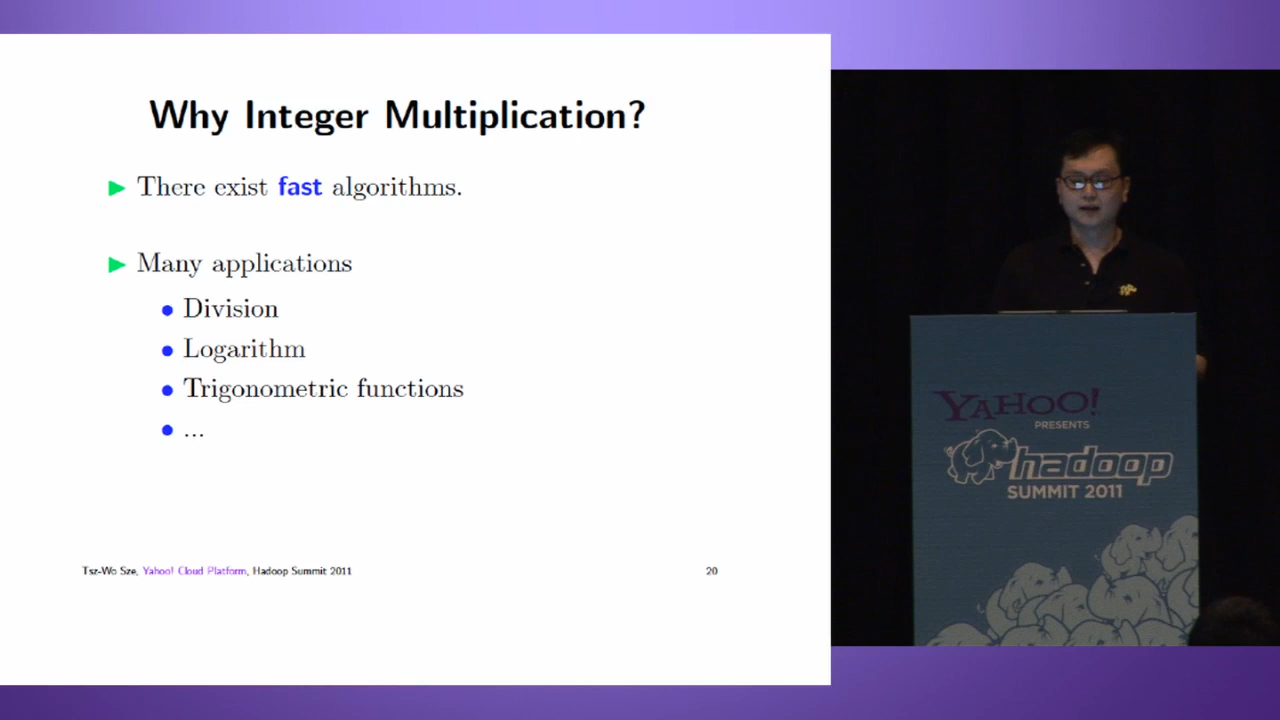 Why Integer Multiplication?
There exist fast algorithms.
Many applications
Division
Logarithm
Trigonometric functions
...
Tsz-Wo Sze, Yahoo! Cloud Platform, Hadoop Summit 2011
20
YAHOO!
PRESENTS
hadoop
SUMMIT 2011